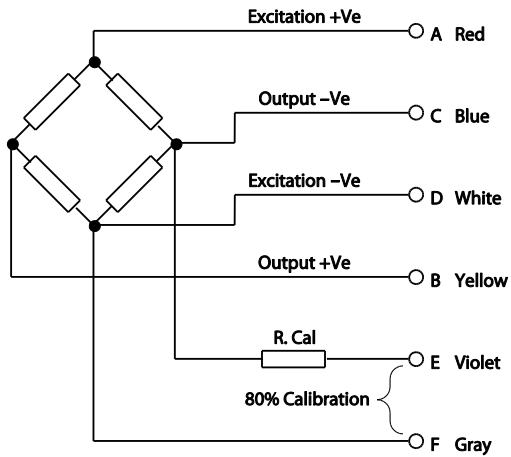 Excitation +Ve
A Red
Output –Ve
C Blue
Excitation –Ve
D White
Output +Ve
B Yellow
R. Cal
E Violet
80% Calibration
F Gray